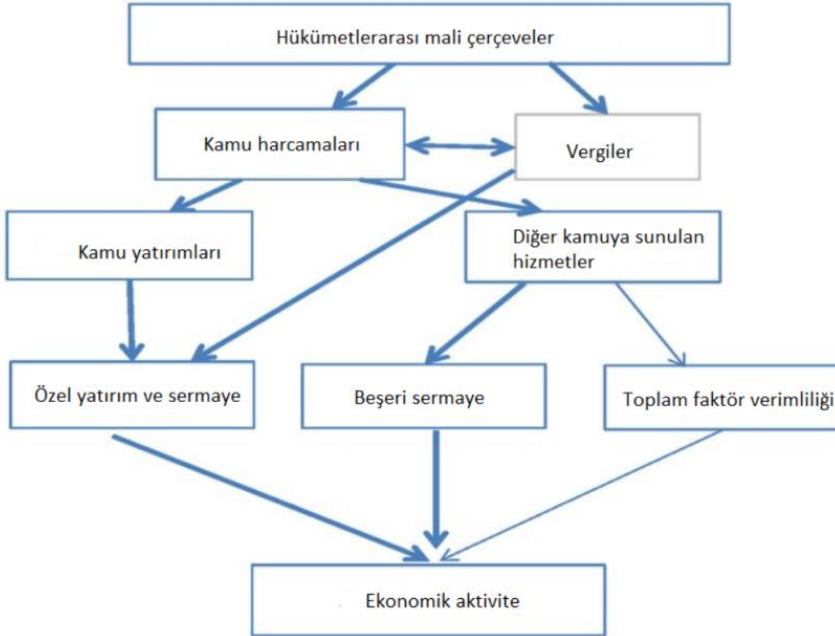 Hükümetlerarası mali çerçeveler
Kamu harcamaları
Vergiler
Kamu yatırımları
Diğer kamuya sunulan
hizmetler
Özel yatırım ve sermaye
Beşeri sermaye
Toplam faktör verimliliği
Ekonomik aktivite